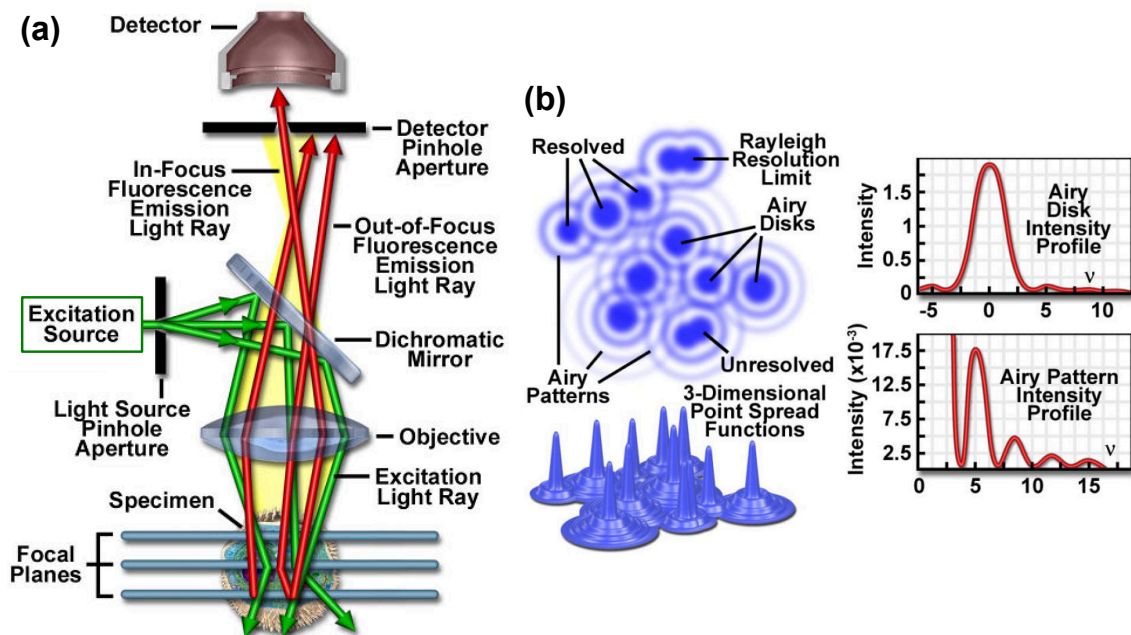 (a)
Detector
Detector
Pinhole
Aperture
In-Focus
Fluorescence
Emission
Light Ray
Out-of-Focus
Fluorescence
Emission
Light Ray
Excitation
Source
Dichromatic
Mirror
Light Source
Pinhole
Aperture
Objective
Excitation
Light Ray
Specimen
Focal
Planes
(b)
Resolved
Rayleigh
Resolution
Limit
Airy
Disks
Unresolved
Airy
Patterns
3-Dimensional
Point Spread
Functions
Intensity
1.5
1
0.5
0
Airy
Disk
Intensity
Profile
ν
-5 0 5 10
Intensity (x10-3)
17.5
12.5
7.5
2.5
Airy Pattern
Intensity
Profile
ν
0 5 10 15